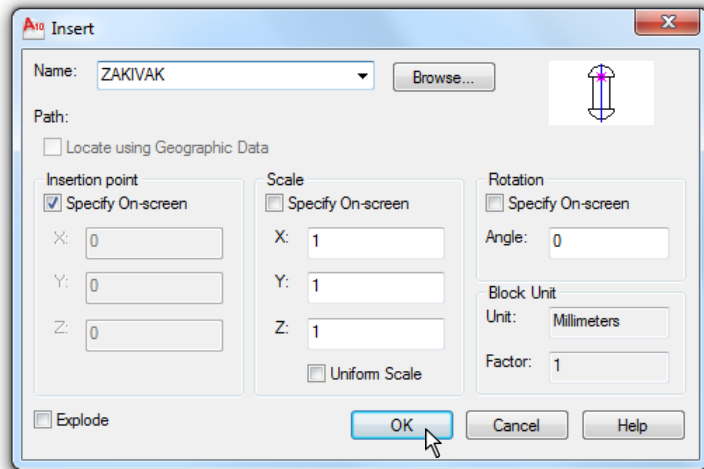 A10 Insert
Name: ZAKIVAK Browse...
Path:
Locate using Geographic Data
Insertion point
Specify On-screen
X: 0
Y: 0
Z: 0
Scale
Specify On-screen
X: 1
Y: 1
Z: 1
Uniform Scale
Rotation
Specify On-screen
Angle: 0
Block Unit
Unit: Millimeters
Factor: 1
Explode
OK Cancel Help